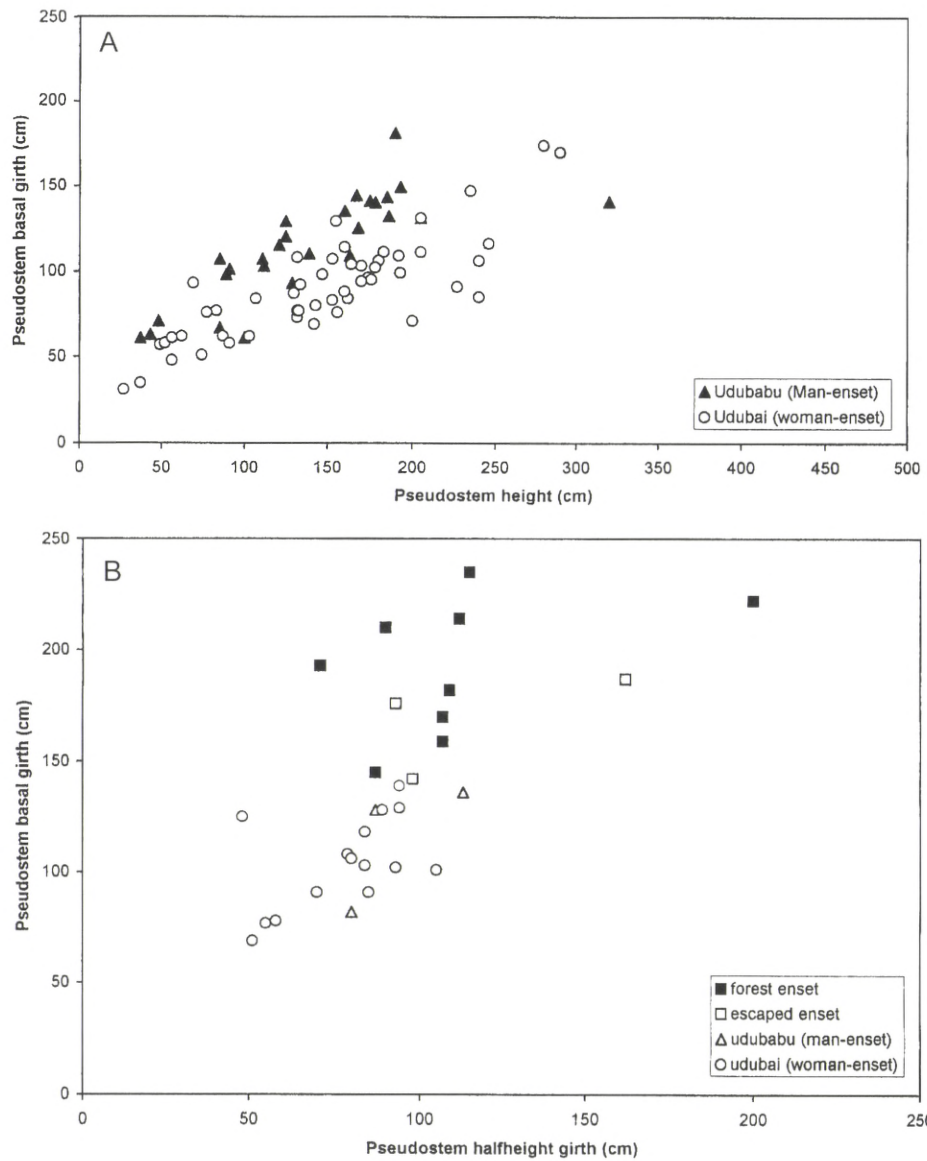 A
250
200
150
100
50
0
Pseudostem basal girth (cm)
▲ Udubabu (Man-enset)
○ Udubai (woman-enset)
0 50 100 150 200 250 300 350 400 450 500
Pseudostem height (cm)
B
250
200
150
100
50
0
Pseudostem basal girth (cm)
■ forest enset
□ escaped enset
△ udubabu (man-enset)
○ udubai (woman-enset)
0 50 100 150 200 250
Pseudostem halfheight girth (cm)